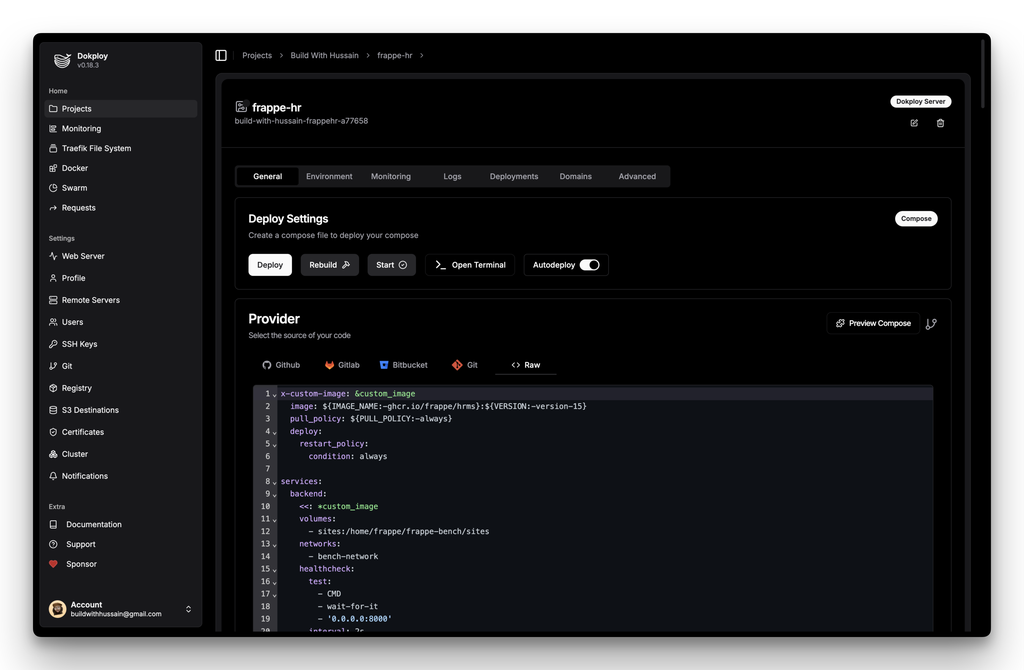 Dokploy
v0.18.3
Home
Projects
Monitoring
Traefik File System
Docker
Swarm
Requests
Settings
Web Server
Profile
Remote Servers
Users
SSH Keys
Git
Registry
S3 Destinations
Certificates
Cluster
Notifications
Extra
Documentation
Support
Sponsor
Account
buildwithhussain@gmail.com
Projects > Build With Hussain > frappe-hr >
frappe-hr
build-with-hussain-frappehr-a77658
Dokploy Server
General Environment Monitoring Logs Deployments Domains Advanced
Deploy Settings
Create a compose file to deploy your compose
Compose
Deploy Rebuild Start Open Terminal Autodeploy
Provider
Select the source of your code
Preview Compose
Github Gitlab Bitbucket Git Raw
1 x-custom-image: &custom_image
2 image: ${IMAGE_NAME:-ghcr.io/frappe/hrms}:${VERSION:-version-15}
3 pull_policy: ${PULL_POLICY:-always}
4 deploy:
5 restart_policy:
6 condition: always
7
8 services:
9 backend:
10 <<: *custom_image
11 volumes:
12 - sites:/home/frappe/frappe-bench/sites
13 networks:
14 - bench-network
15 healthcheck:
16 test:
17 - CMD
18 - wait-for-it
19 - '0.0.0.0:8000'
20 interval: 2s